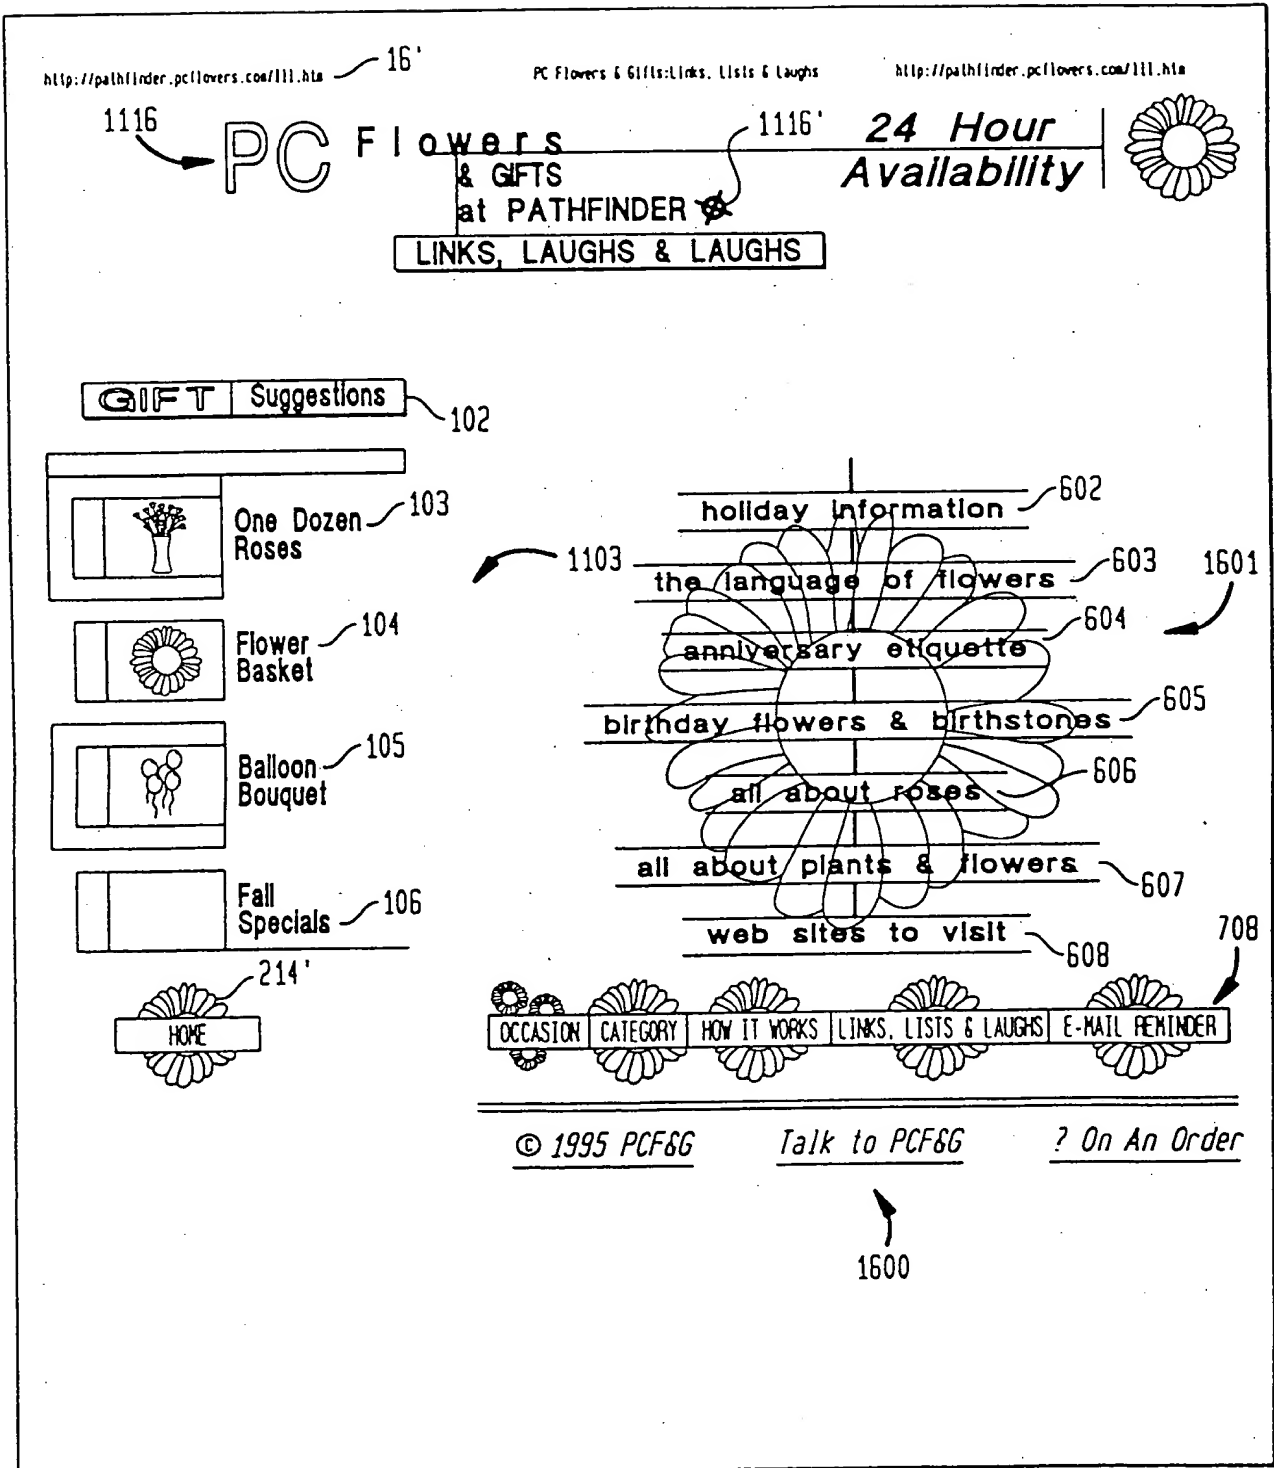 http://pathfinder.pcflowers.com/lll.htm
16'
PC Flowers & Gifts:Links, Lists & Laughs
http://pathfinder.pcflowers.com/lll.htm
1116
PC Flowers
& GIFTS
at PATHFINDER
1116'
24 Hour
Availability
LINKS, LAUGHS & LAUGHS
GIFT Suggestions
102
One Dozen
Roses
103
1103
Flower
Basket
104
Balloon
Bouquet
105
Fall
Specials
106
holiday information
602
the language of flowers
603
1601
anniversary etiquette
604
birthday flowers & birthstones
605
all about roses
606
all about plants & flowers
607
web sites to visit
608
708
214'
HOME
OCCASION CATEGORY HOW IT WORKS LINKS, LISTS & LAUGHS E-MAIL REMINDER
© 1995 PCF&G Talk to PCF&G ? On An Order
1600